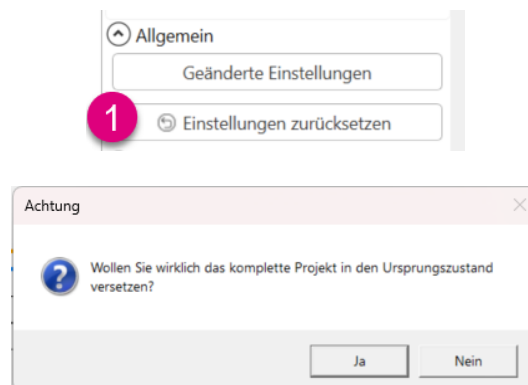 Allgemein
Geänderte Einstellungen
1
Einstellungen zurücksetzen
Achtung
Wollen Sie wirklich das komplette Projekt in den Ursprungszustand
versetzen?
Ja
Nein